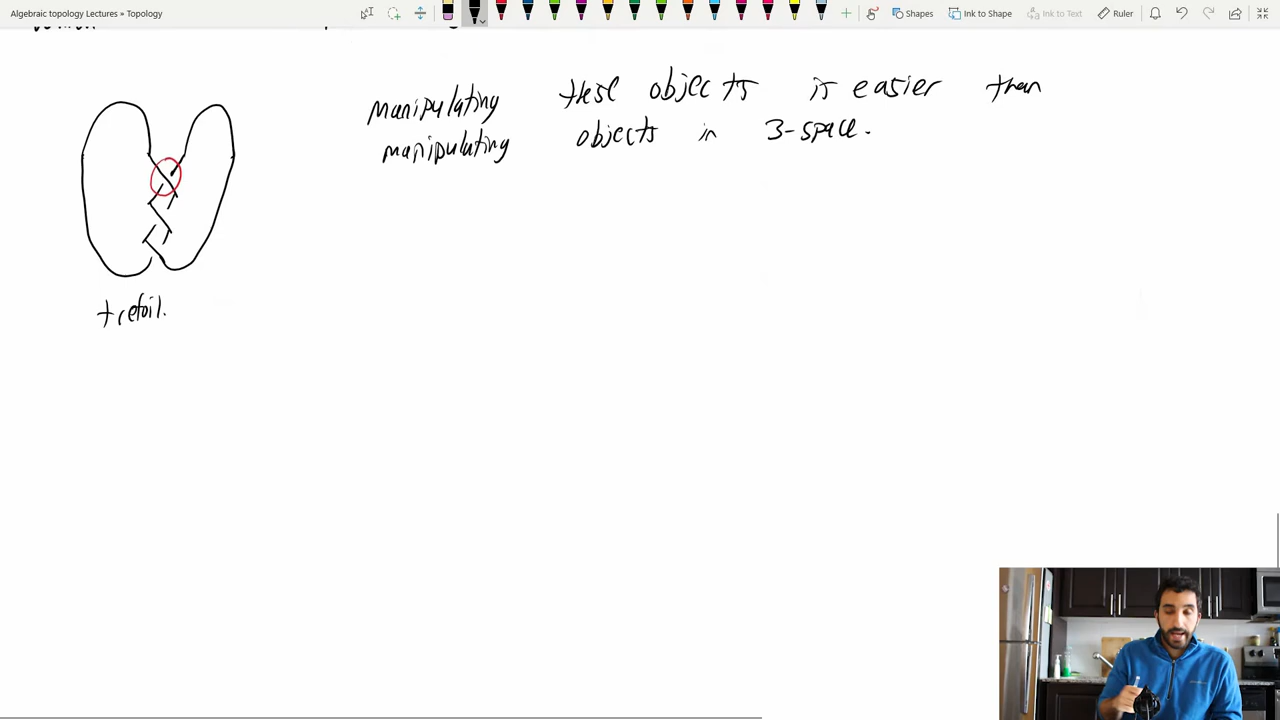 Algebraic topology Lectures » Topology
Shapes
Ink to Shape
Ink to Text
Ruler
manipulating these objects is easier than
manipulating objects in 3-space.
trefoil.